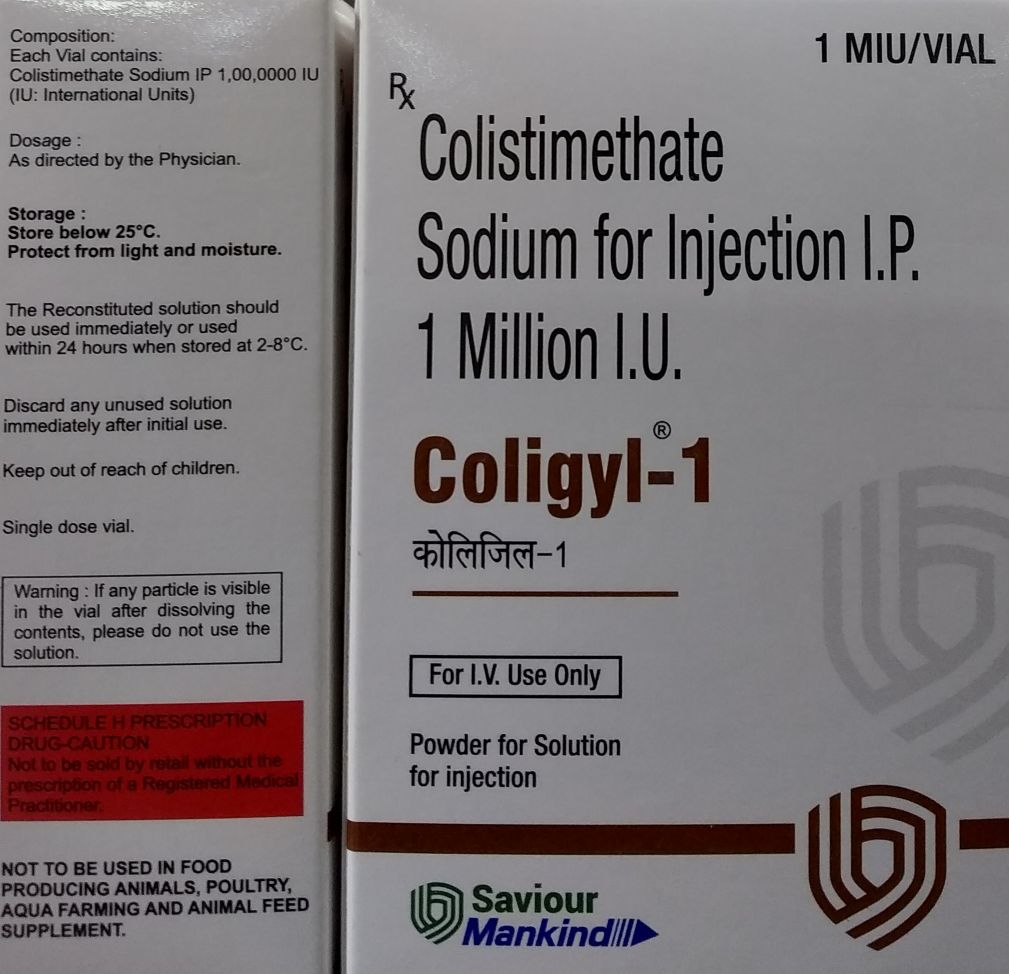 Composition:
Each Vial contains:
Colistimethate Sodium IP 1,00,0000 IU
(IU: International Units)
Dosage :
As directed by the Physician.
Storage :
Store below 25°C.
Protect from light and moisture.
The Reconstituted solution should
be used immediately or used
within 24 hours when stored at 2-8°C.
Discard any unused solution
immediately after initial use.
Keep out of reach of children.
Single dose vial.
Warning : If any particle is visible
in the vial after dissolving the
contents, please do not use the
solution.
SCHEDULE H PRESCRIPTION
DRUG-CAUTION
Not to be sold by retail without the
prescription of a Registered Medical
Practitioner.
NOT TO BE USED IN FOOD
PRODUCING ANIMALS, POULTRY,
AQUA FARMING AND ANIMAL FEED
SUPPLEMENT.
1 MIU/VIAL
Rx
Colistimethate
Sodium for Injection I.P.
1 Million I.U.
Coligyl®-1
कोलिजिल-1
For I.V. Use Only
Powder for Solution
for injection
Saviour
Mankind